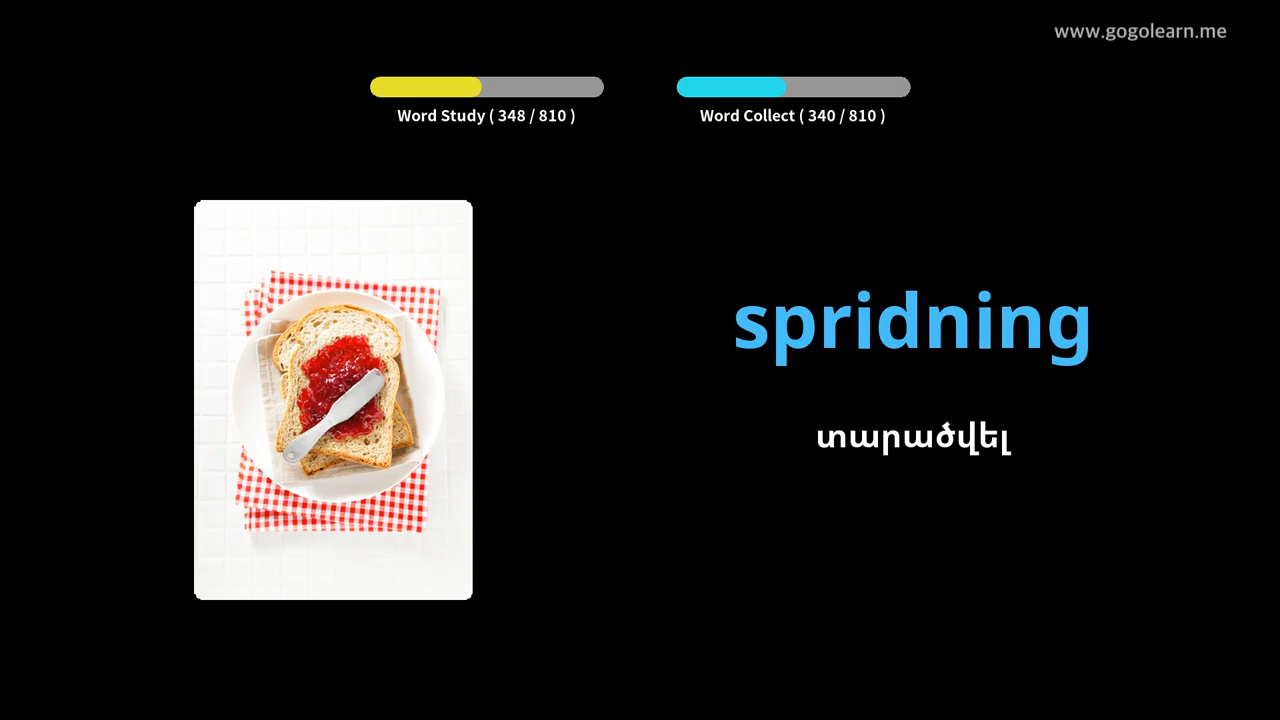 www.gogolearn.me
Word Study ( 348 / 810 )
Word Collect ( 340 / 810 )
spridning
տարածվել